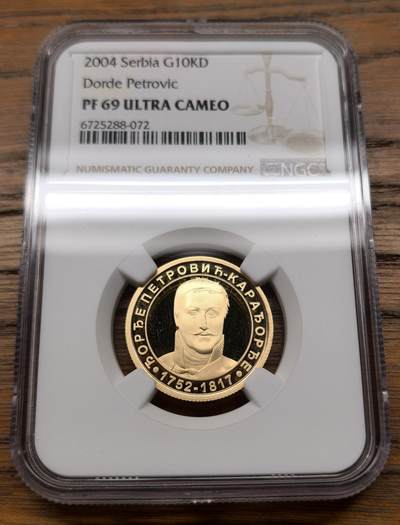 2004 Serbia G10KD
Dorde Petrovic
PF 69 ULTRA CAMEO
6725288-072
NUMISMATIC GUARANTY COMPANY
NGC
ЂОРЂЕ ПЕТРОВИЋ-КАРАЂОРЂЕ
•1752-1817•